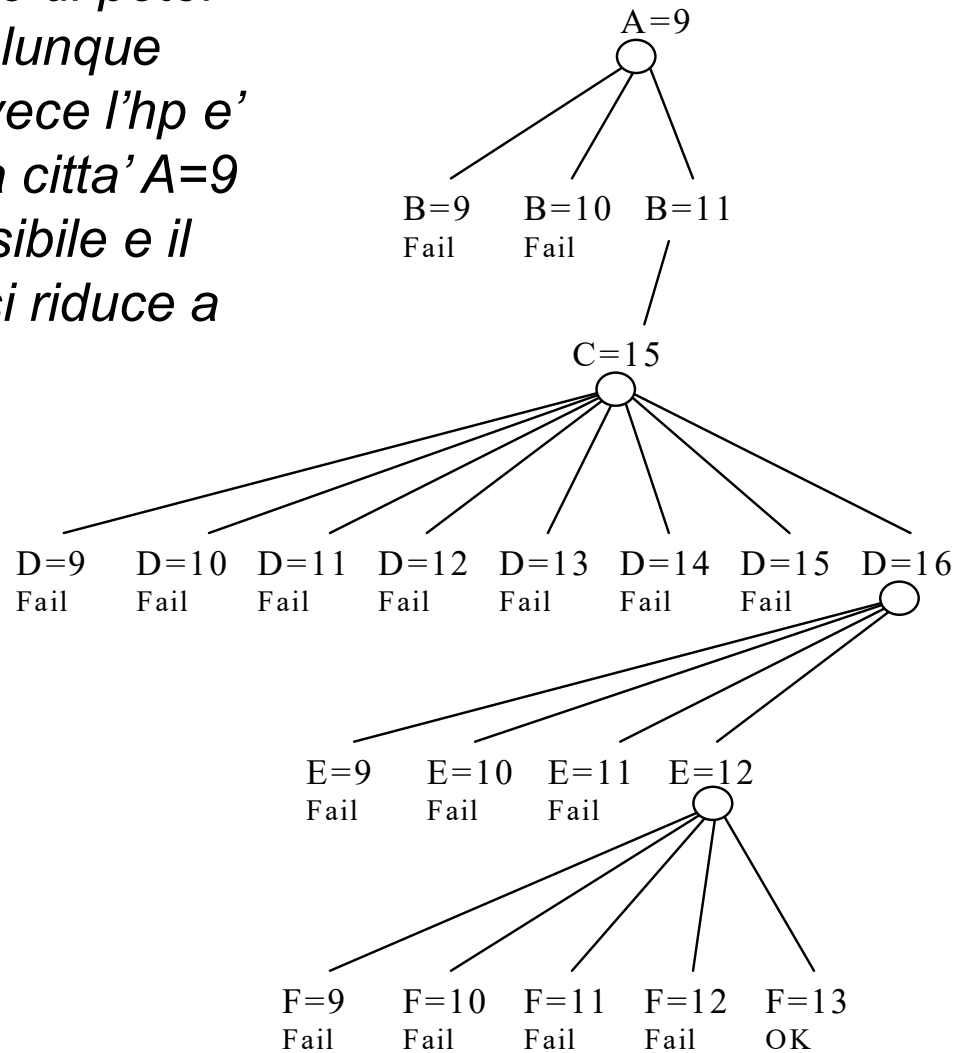 lunque
vece l'hp e'
a citta' A=9
sibile e il
si riduce a
A=9
B=9 B=10 B=11
Fail Fail
C=15
D=9 D=10 D=11 D=12 D=13 D=14 D=15 D=16
Fail Fail Fail Fail Fail Fail Fail
E=9 E=10 E=11 E=12
Fail Fail Fail
F=9 F=10 F=11 F=12 F=13
Fail Fail Fail Fail OK